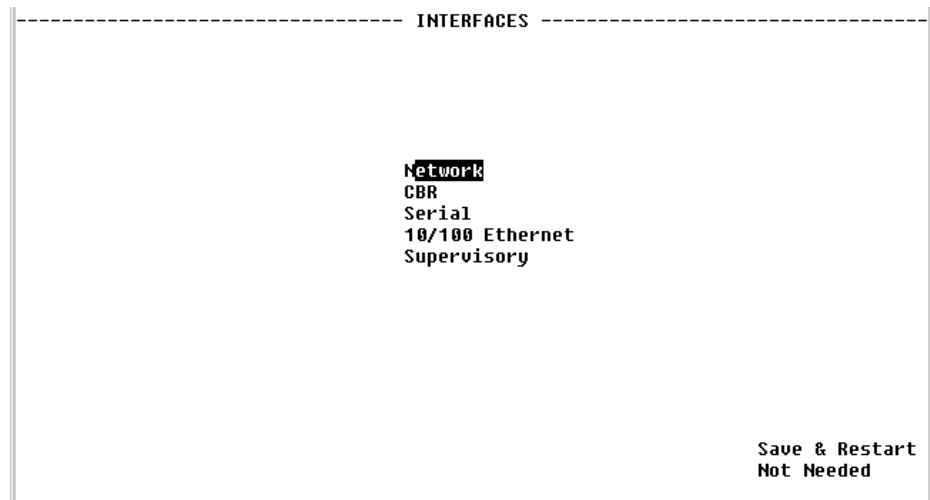 --------------------------------- INTERFACES ---------------------------------
Network
CBR
Serial
10/100 Ethernet
Supervisory
Save & Restart
Not Needed